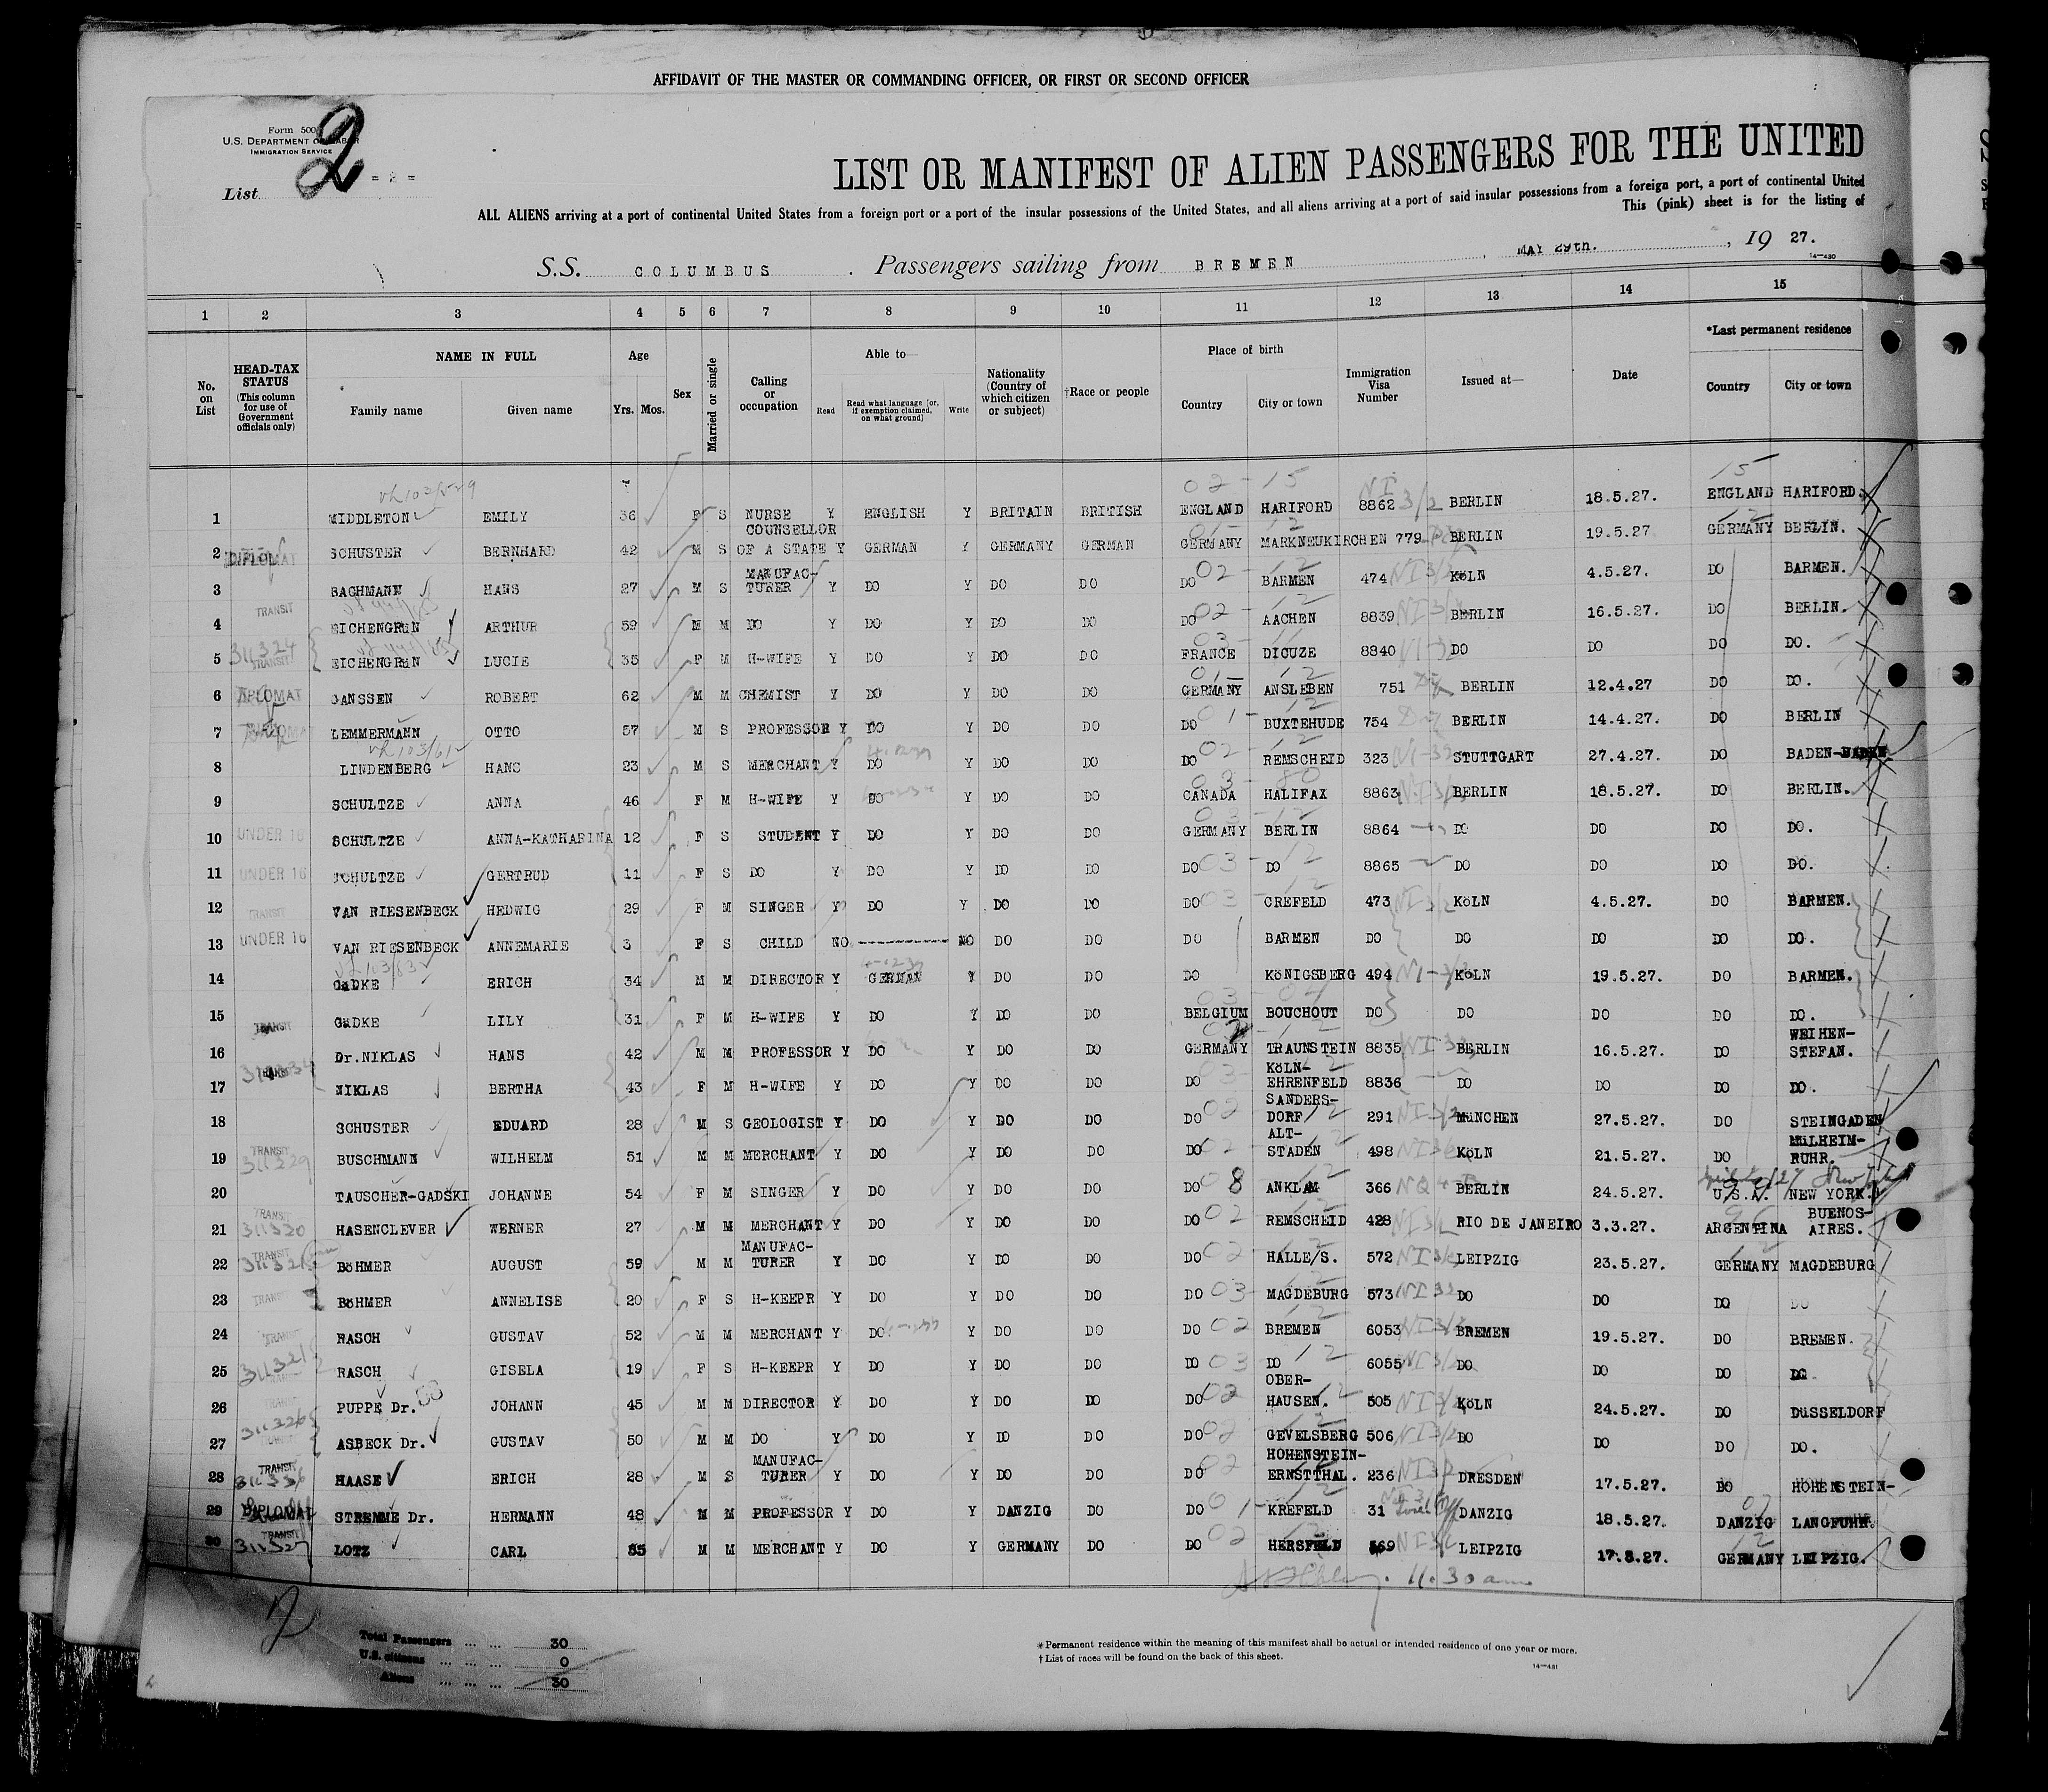 AFFIDAVIT OF THE MASTER OR COMMANDING OFFICER, OR FIRST OR SECOND OFFICER
Form 500
U.S. DEPARTMENT OF LABOR
IMMIGRATION SERVICE
List 2 = 2 =
LIST OR MANIFEST OF ALIEN PASSENGERS FOR THE UNITED
ALL ALIENS arriving at a port of continental United States from a foreign port or a port of the insular possessions of the United States, and all aliens arriving at a port of said insular possessions from a foreign port, a port of continental United
This (pink) sheet is for the listing of
S.S. COLUMBUS . Passengers sailing from BREMEN , MAY 29th. , 19 27.
14—430
1 2 3 4 5 6 7 8 9 10 11 12 13 14 15
No. on List
HEAD-TAX STATUS (This column for use of Government officials only)
NAME IN FULL
Family name Given name
Age
Yrs. Mos.
Sex
Married or single
Calling or occupation
Able to—
Read Read what language [or, if exemption claimed, on what ground] Write
Nationality (Country of which citizen or subject)
†Race or people
Place of birth
Country City or town
Immigration Visa Number
Issued at—
Date
*Last permanent residence
Country City or town
1 MIDDLETON EMILY 36 F S NURSE Y ENGLISH Y BRITAIN BRITISH ENGLAND HARIFORD 8862 BERLIN 18.5.27. ENGLAND HARIFORD.
2 DIPLOMAT SCHUSTER BERNHARD 42 M S COUNSELLOR OF A STATE Y GERMAN Y GERMANY GERMAN GERMANY MARKNEUKIRCHEN 779 BERLIN 19.5.27 GERMANY BERLIN.
3 BACHMANN HANS 27 M S MANUFAC-TURER Y DO Y DO DO DO BARMEN 474 KöLN 4.5.27. DO BARMEN.
4 TRANSIT EICHENGRüN ARTHUR 59 M M DO Y DO Y DO DO DO AACHEN 8839 BERLIN 16.5.27. DO BERLIN.
5 311324 TRANSIT EICHENGRüN LUCIE 35 F M H-WIFE Y DO Y DO DO FRANCE DIOUZE 8840 DO DO DO DO.
6 DIPLOMAT JANSSEN ROBERT 62 M M CHEMIST Y DO Y DO DO GERMANY ANSLEBEN 751 BERLIN 12.4.27 DO DO.
7 DIPLOMAT LEMMERMANN OTTO 57 M S PROFESSOR Y DO Y DO DO DO BUXTEHUDE 754 BERLIN 14.4.27. DO BERLIN
8 LINDENBERG HANS 23 M S MERCHANT Y DO Y DO DO DO REMSCHEID 323 STUTTGART 27.4.27. DO BADEN-BADEN
9 SCHULTZE ANNA 46 F M H-WIFE Y DO Y DO DO CANADA HALIFAX 8863 BERLIN 18.5.27. DO BERLIN.
10 UNDER 16 SCHULTZE ANNA-KATHARINA 12 F S STUDENT Y DO Y DO DO GERMANY BERLIN 8864 DO DO DO DO.
11 UNDER 16 SCHULTZE GERTRUD 11 F S DO Y DO Y DO DO DO DO 8865 DO DO DO DO.
12 TRANSIT VAN RIESENBECK HEDWIG 29 F M SINGER Y DO Y DO DO DO CREFELD 473 KöLN 4.5.27. DO BARMEN.
13 UNDER 16 VAN RIESENBECK ANNEMARIE 3 F S CHILD NO ------------ NO DO DO DO BARMEN DO DO DO DO DO.
14 GäDKE ERICH 34 M M DIRECTOR Y GERMAN Y DO DO DO KöNIGSBERG 494 KöLN 19.5.27. DO BARMEN.
15 TRANSIT GäDKE LILY 31 F M H-WIFE Y DO Y DO DO BELGIUM BOUCHOUT DO DO DO DO DO.
16 Dr.NIKLAS HANS 42 M M PROFESSOR Y DO Y DO DO GERMANY TRAUNSTEIN 8835 BERLIN 16.5.27. DO WEIHEN-STEFAN.
17 NIKLAS BERTHA 43 F M H-WIFE Y DO Y DO DO DO KöLN-EHRENFELD 8836 DO DO DO DO.
18 SCHUSTER EDUARD 28 M S GEOLOGIST Y DO Y DO DO DO SANDERS-DORF 291 MüNCHEN 27.5.27. DO STEINGADEN
19 TRANSIT 311329 BUSCHMANN WILHELM 51 M M MERCHANT Y DO Y DO DO DO ALT-STADEN 498 KöLN 21.5.27. DO MüLHEIM-RUHR.
20 TAUSCHER-GADSKI JOHANNE 54 F M SINGER Y DO Y DO DO DO ANKLAM 366 BERLIN 24.5.27. U.S.A. NEW YORK.
21 TRANSIT 311320 HASENCLEVER WERNER 27 M M MERCHANT Y DO Y DO DO DO REMSCHEID 428 RIO DE JANEIRO 3.3.27. ARGENTINA BUENOS-AIRES.
22 TRANSIT BöHMER AUGUST 59 M M MANUFAC-TURER Y DO Y DO DO DO HALLE/S. 572 LEIPZIG 23.5.27. GERMANY MAGDEBURG
23 TRANSIT BöHMER ANNELISE 20 F S H-KEEPR Y DO Y DO DO DO MAGDEBURG 573 DO DO DO DO
24 TRANSIT RASCH GUSTAV 52 M M MERCHANT Y DO Y DO DO DO BREMEN 6053 BREMEN 19.5.27. DO BREMEN.
25 TRANSIT RASCH GISELA 19 F S H-KEEPR Y DO Y DO DO DO DO 6055 DO DO DO DO
26 TRANSIT PUPPE Dr. JOHANN 45 M M DIRECTOR Y DO Y DO DO DO OBER-HAUSEN. 505 KöLN 24.5.27. DO DüSSELDORF
27 ASBECK Dr. GUSTAV 50 M M DO Y DO Y DO DO DO GEVELSBERG 506 DO DO DO DO.
28 TRANSIT 311336 HAASE ERICH 28 M S MANUFAC-TURER Y DO Y DO DO DO HOHENSTEIN-ERNSTTHAL. 236 DRESDEN 17.5.27. DO HOHENSTEIN-
29 DIPLOMAT STREMME Dr. HERMANN 48 M M PROFESSOR Y DO Y DANZIG DO DO KREFELD 31 DANZIG 18.5.27. DANZIG LANGFUHR.
30 TRANSIT 311327 LOTZ CARL 55 M M MERCHANT Y DO Y GERMANY DO DO HERSFELD 569 LEIPZIG 17.5.27. GERMANY LEIPZIG.
11.30 am
2
Total Passengers ... ... 30
U.S. citizens ... ... ... 0
Aliens ... ... ... 30
*Permanent residence within the meaning of this manifest shall be actual or intended residence of one year or more.
†List of races will be found on the back of this sheet.
14—431